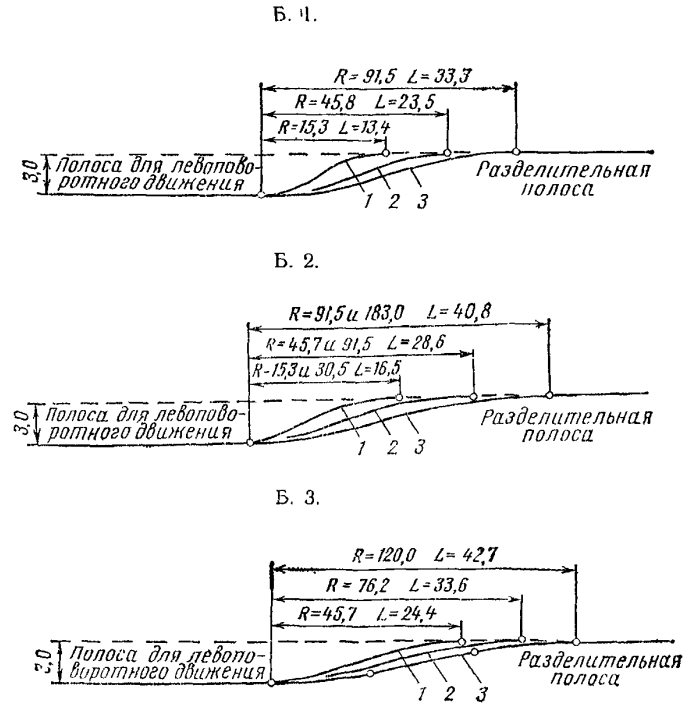 Б. 1.
R=91,5 L=33,3
R=45,8 L=23,5
R=15,3 L=13,4
3,0
Полоса для левопово-
ротного движения
1 2 3
Разделительная
полоса
Б. 2.
R=91,5 и 183,0 L=40,8
R=45,7 и 91,5 L=28,6
R-15,3 и 30,5 L=16,5
3,0
Полоса для левопово-
ротного движения
1 2 3
Разделительная
полоса
Б. 3.
R=120,0 L=42,7
R=76,2 L=33,6
R=45,7 L=24,4
3,0
Полоса для левопо-
воротного движения
1 2 3
Разделительная
полоса